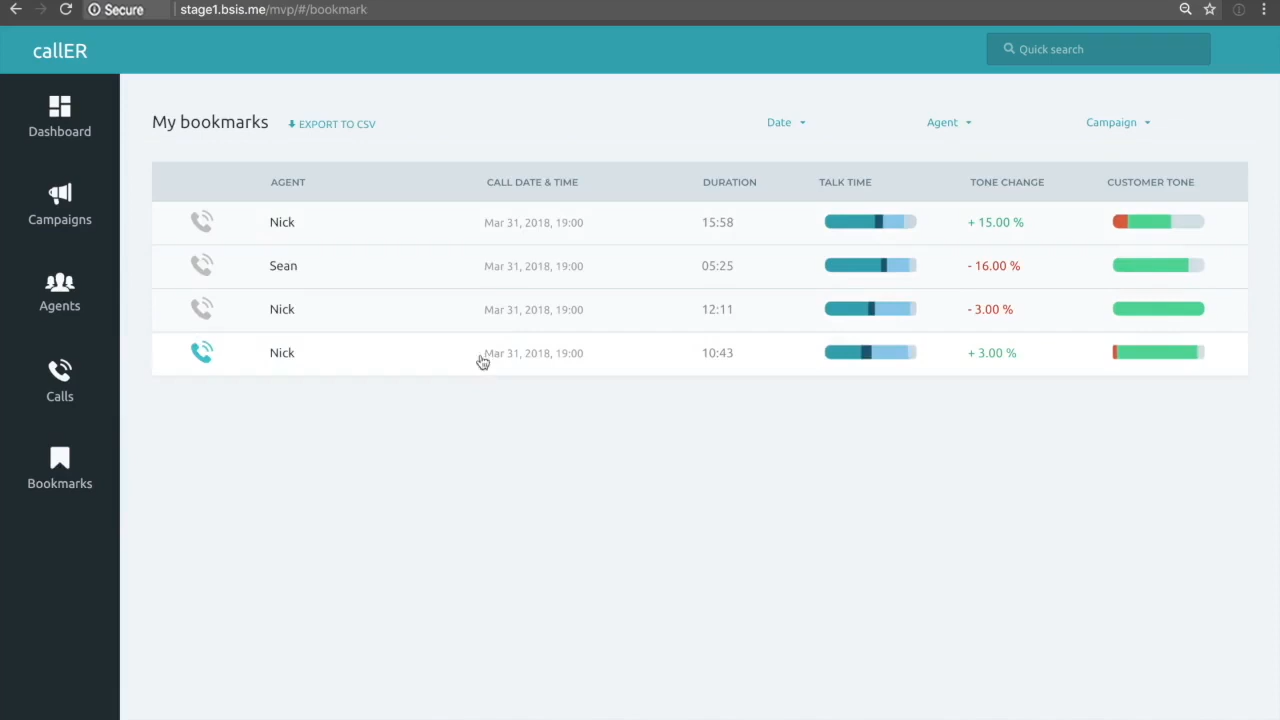 Secure stage1.bsis.me/mvp/#/bookmark
callER
Quick search
Dashboard
Campaigns
Agents
Calls
Bookmarks
My bookmarks EXPORT TO CSV Date Agent Campaign
AGENT CALL DATE & TIME DURATION TALK TIME TONE CHANGE CUSTOMER TONE
Nick Mar 31, 2018, 19:00 15:58 + 15.00 %
Sean Mar 31, 2018, 19:00 05:25 - 16.00 %
Nick Mar 31, 2018, 19:00 12:11 - 3.00 %
Nick Mar 31, 2018, 19:00 10:43 + 3.00 %